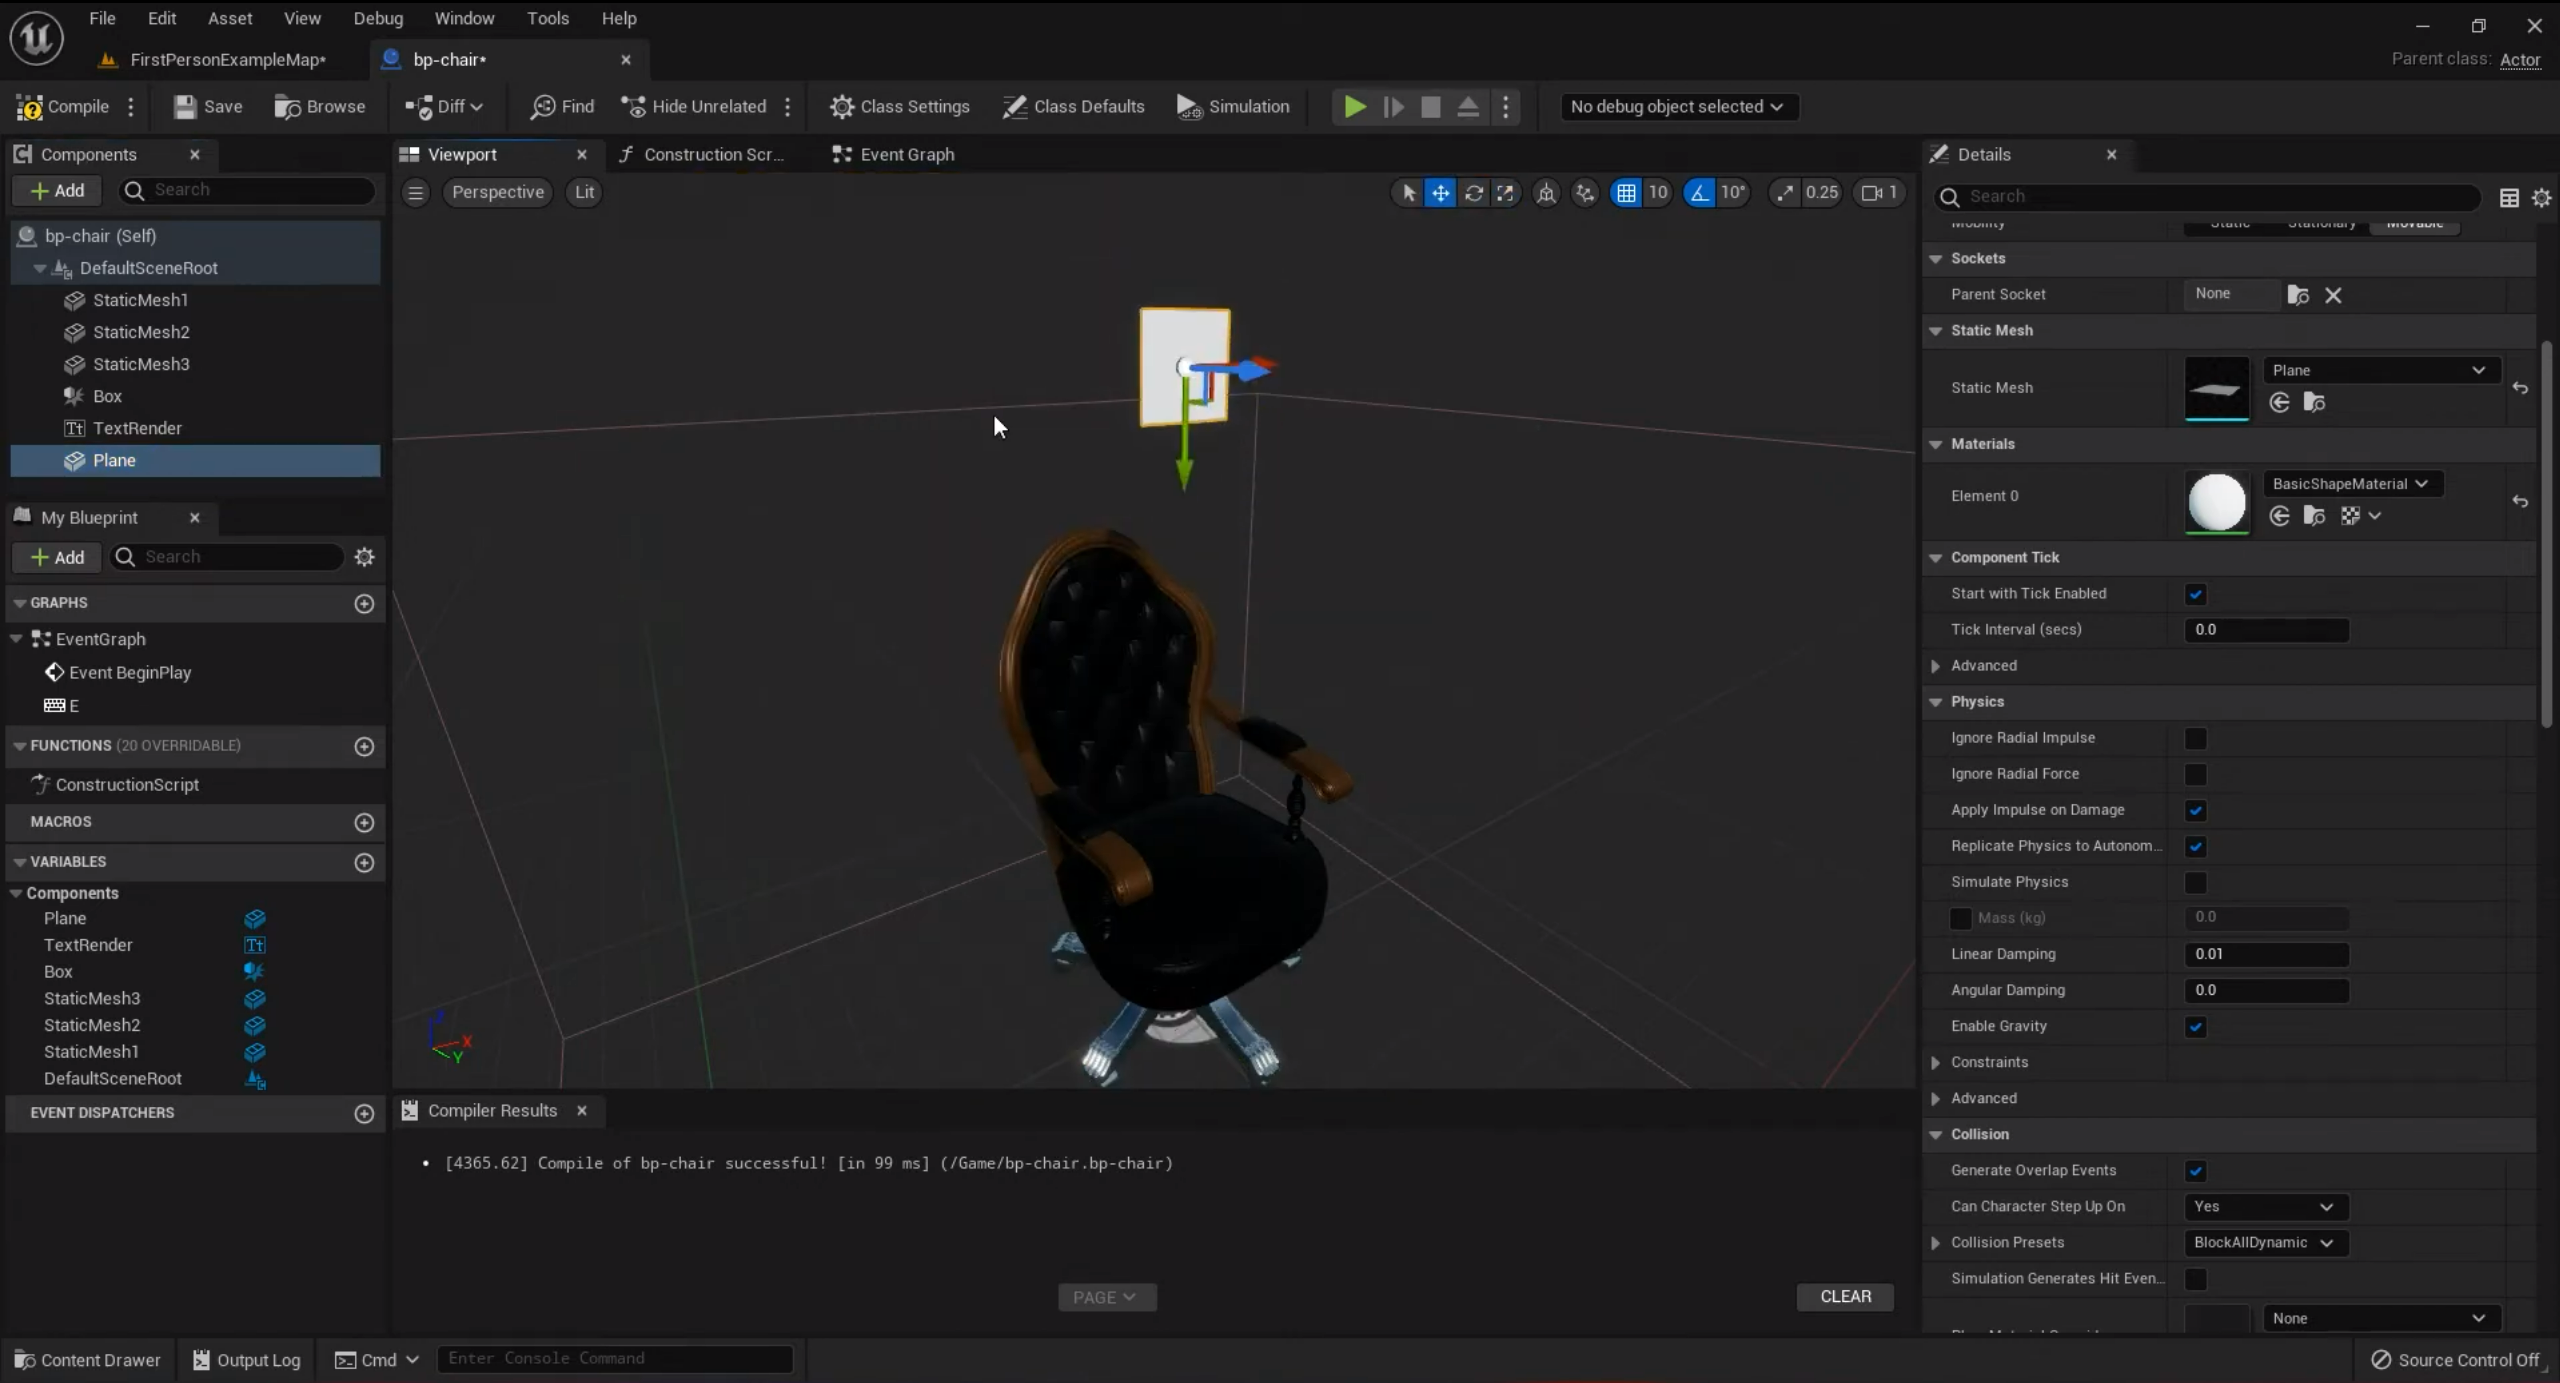 File Edit Asset View Debug Window Tools Help
FirstPersonExampleMap*
bp-chair*
Parent class: Actor
Compile
Save
Browse
Diff
Find
Hide Unrelated
Class Settings
Class Defaults
Simulation
No debug object selected
Components
Add
Search
bp-chair (Self)
DefaultSceneRoot
StaticMesh1
StaticMesh2
StaticMesh3
Box
TextRender
Plane
My Blueprint
Add
Search
GRAPHS
EventGraph
Event BeginPlay
E
FUNCTIONS (20 OVERRIDABLE)
ConstructionScript
MACROS
VARIABLES
Components
Plane
TextRender
Tt
Box
StaticMesh3
StaticMesh2
StaticMesh1
DefaultSceneRoot
EVENT DISPATCHERS
Viewport
Construction Scr...
Event Graph
Perspective
Lit
10
10°
0.25
1
Z
X
Y
Compiler Results
• [4365.62] Compile of bp-chair successful! [in 99 ms] (/Game/bp-chair.bp-chair)
PAGE
CLEAR
Details
Search
Mobility Static Stationary Movable
Sockets
Parent Socket None
Static Mesh
Static Mesh Plane
Materials
Element 0 BasicShapeMaterial
Component Tick
Start with Tick Enabled
Tick Interval (secs) 0.0
Advanced
Physics
Ignore Radial Impulse
Ignore Radial Force
Apply Impulse on Damage
Replicate Physics to Autonom...
Simulate Physics
Mass (kg) 0.0
Linear Damping 0.01
Angular Damping 0.0
Enable Gravity
Constraints
Advanced
Collision
Generate Overlap Events
Can Character Step Up On Yes
Collision Presets BlockAllDynamic
Simulation Generates Hit Even...
None
Content Drawer
Output Log
Cmd
Enter Console Command
Source Control Off